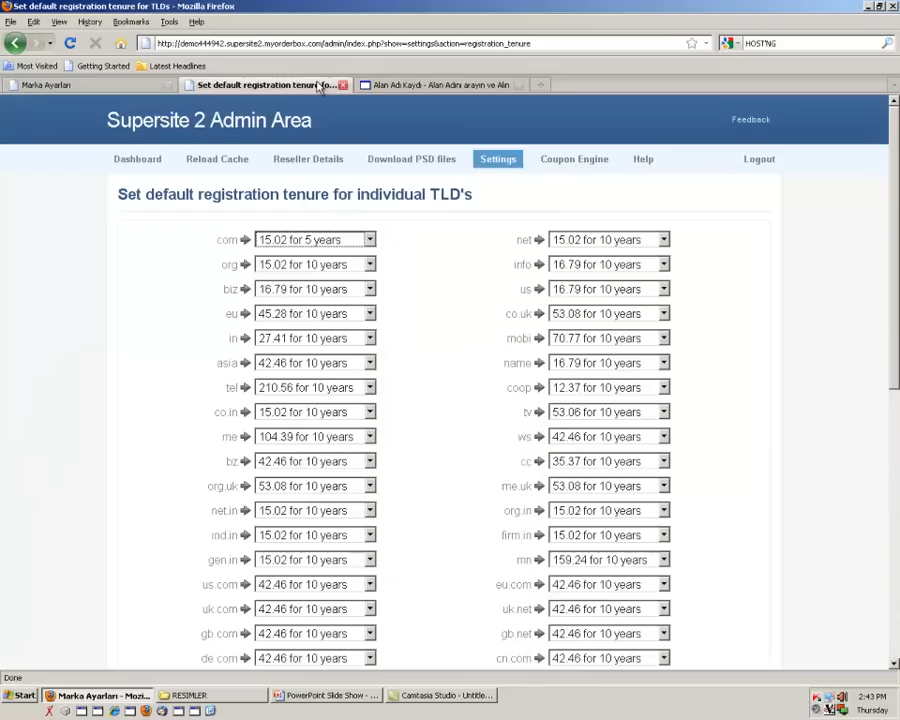 Set default registration tenure for TLDs - Mozilla Firefox
File Edit View History Bookmarks Tools Help
http://demo444942.supersite2.myorderbox.com/admin/index.php?show=settings&action=registration_tenure
HOSTNG
Most Visited Getting Started Latest Headlines
Marka Ayarları
Set default registration tenure fo...
Alan Adı Kaydı - Alan Adını arayın ve Alın
Supersite 2 Admin Area
Feedback
Dashboard Reload Cache Reseller Details Download PSD files Settings Coupon Engine Help Logout
Set default registration tenure for individual TLD's
com 15.02 for 5 years net 15.02 for 10 years
org 15.02 for 10 years info 16.79 for 10 years
biz 16.79 for 10 years us 16.79 for 10 years
eu 45.28 for 10 years co.uk 53.08 for 10 years
in 27.41 for 10 years mobi 70.77 for 10 years
asia 42.46 for 10 years name 16.79 for 10 years
tel 210.56 for 10 years coop 12.37 for 10 years
co.in 15.02 for 10 years tv 53.06 for 10 years
me 104.39 for 10 years ws 42.46 for 10 years
bz 42.46 for 10 years cc 35.37 for 10 years
org.uk 53.08 for 10 years me.uk 53.08 for 10 years
net.in 15.02 for 10 years org.in 15.02 for 10 years
ind.in 15.02 for 10 years firm.in 15.02 for 10 years
gen.in 15.02 for 10 years mn 159.24 for 10 years
us.com 42.46 for 10 years eu.com 42.46 for 10 years
uk.com 42.46 for 10 years uk.net 42.46 for 10 years
gb.com 42.46 for 10 years gb.net 42.46 for 10 years
de.com 42.46 for 10 years cn.com 42.46 for 10 years
Done
Start Marka Ayarları - Mozi... RESIMLER PowerPoint Slide Show - ... Camtasia Studio - Untitle... 2:43 PM
Thursday